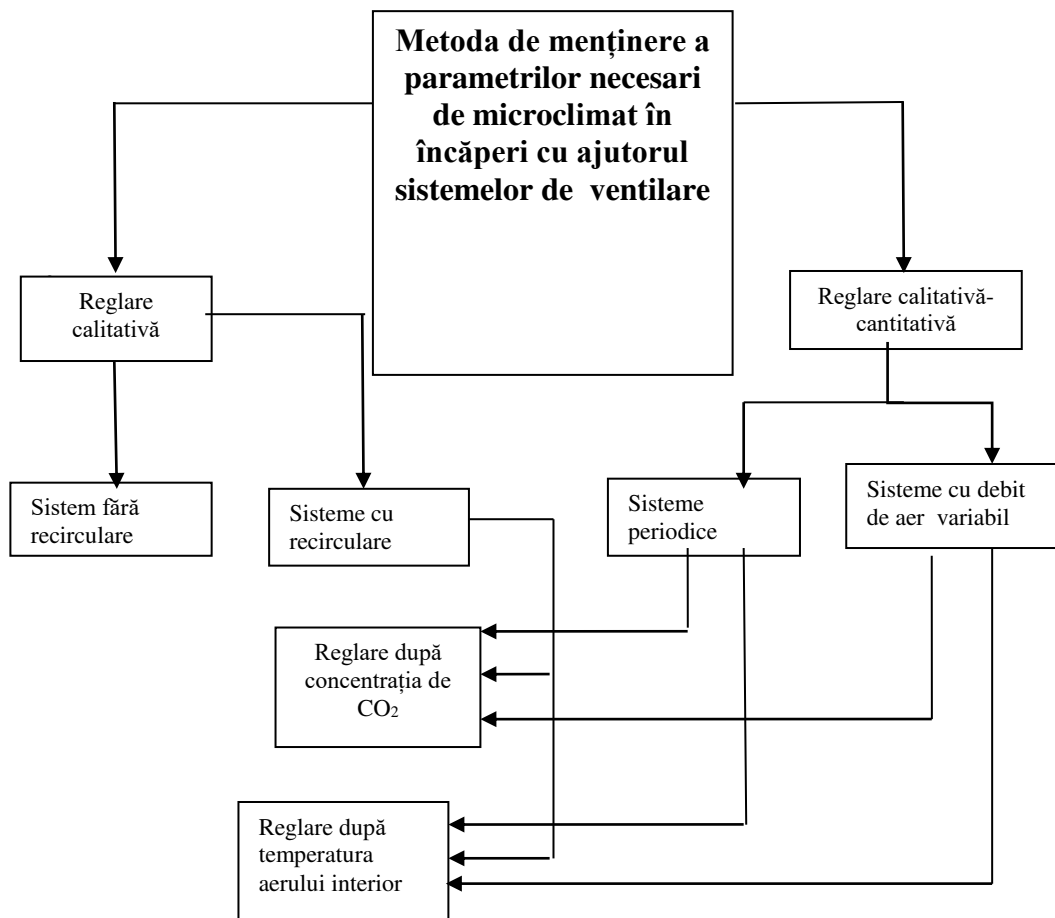 Metoda de menținere a
parametrilor necesari
de microclimat în
încăperi cu ajutorul
sistemelor de ventilare
Reglare
calitativă
Reglare calitativă-
cantitativă
Sistem fără
recirculare
Sisteme cu
recirculare
Sisteme
periodice
Sisteme cu debit
de aer variabil
Reglare după
concentrația de
CO₂
Reglare după
temperatura
aerului interior